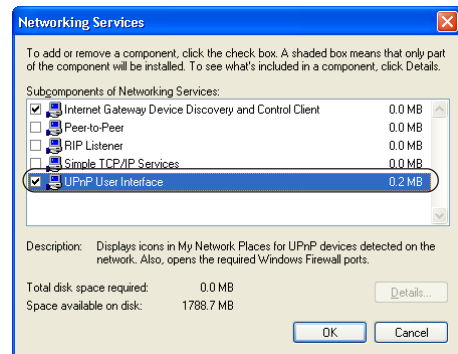 Networking Services
To add or remove a component, click the check box. A shaded box means that only part
of the component will be installed. To see what's included in a component, click Details.
Subcomponents of Networking Services:
Internet Gateway Device Discovery and Control Client 0.0 MB
Peer-to-Peer 0.0 MB
RIP Listener 0.0 MB
Simple TCP/IP Services 0.0 MB
UPnP User Interface 0.2 MB
Description: Displays icons in My Network Places for UPnP devices detected on the
network. Also, opens the required Windows Firewall ports.
Total disk space required: 0.0 MB
Space available on disk: 1788.7 MB
Details...
OK Cancel